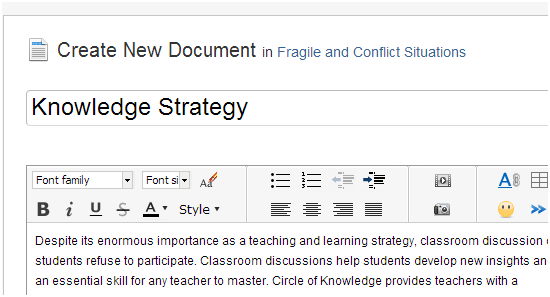 Create New Document in Fragile and Conflict Situations
Knowledge Strategy
Font family Font si
B i U S A Style
Despite its enormous importance as a teaching and learning strategy, classroom discussion
students refuse to participate. Classroom discussions help students develop new insights an
an essential skill for any teacher to master. Circle of Knowledge provides teachers with a